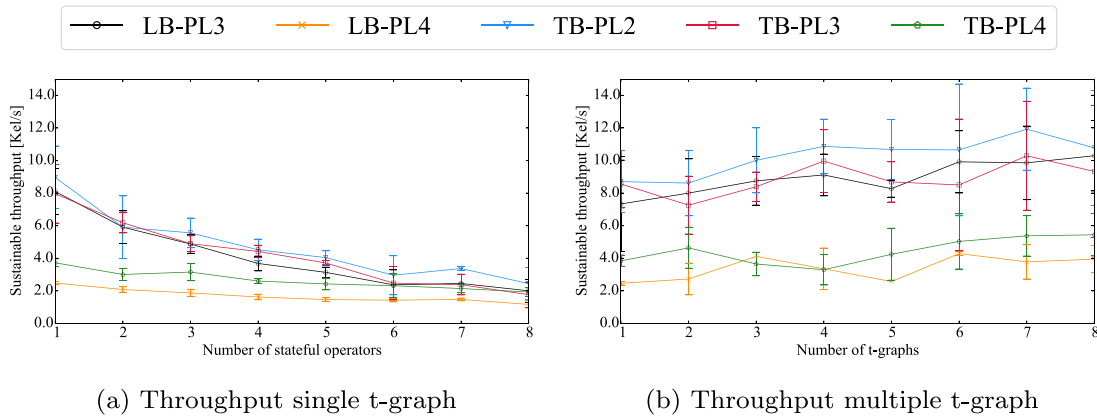 LB-PL3 LB-PL4 TB-PL2 TB-PL3 TB-PL4
Sustainable throughput [Kel/s]
14.0
12.0
10.0
8.0
6.0
4.0
2.0
0.0
1 2 3 4 5 6 7 8
Number of stateful operators
(a) Throughput single t-graph
Sustainable throughput [Kel/s]
14.0
12.0
10.0
8.0
6.0
4.0
2.0
0.0
1 2 3 4 5 6 7 8
Number of t-graphs
(b) Throughput multiple t-graph